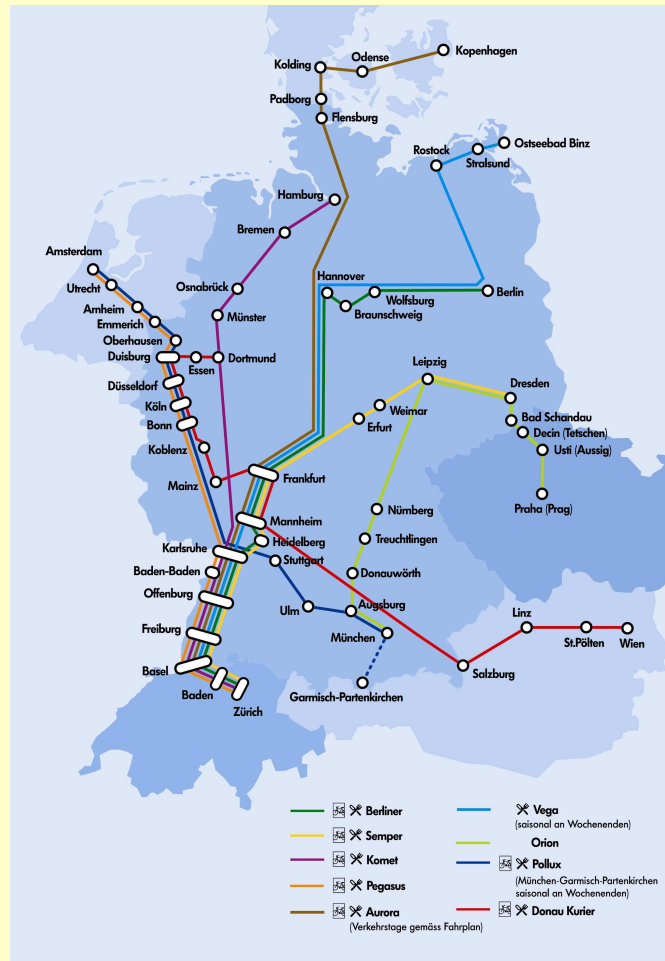 Kopenhagen
Odense
Kolding
Padborg
Flensburg
Ostseebad Binz
Rostock
Stralsund
Hamburg
Bremen
Amsterdam
Utrecht
Arnheim
Emmerich
Oberhausen
Osnabrück
Münster
Hannover
Wolfsburg
Braunschweig
Berlin
Duisburg
Essen
Dortmund
Düsseldorf
Köln
Bonn
Koblenz
Mainz
Leipzig
Dresden
Weimar
Erfurt
Bad Schandau
Decin (Tetschen)
Usti (Aussig)
Praha (Prag)
Frankfurt
Mannheim
Heidelberg
Karlsruhe
Stuttgart
Nürnberg
Treuchtlingen
Donauwörth
Baden-Baden
Offenburg
Ulm
Augsburg
München
Freiburg
Basel
Baden
Zürich
Garmisch-Partenkirchen
Salzburg
Linz
St.Pölten
Wien
Berliner
Semper
Komet
Pegasus
Aurora
(Verkehrstage gemäss Fahrplan)
Vega
(saisonal an Wochenenden)
Orion
Pollux
(München-Garmisch-Partenkirchen
saisonal an Wochenenden)
Donau Kurier